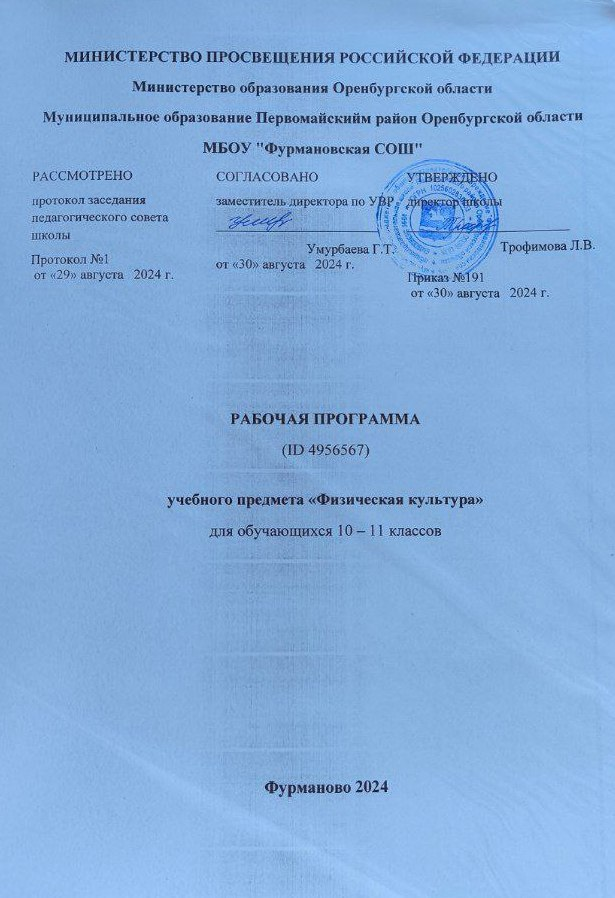 МИНИСТЕРСТВО ПРОСВЕЩЕНИЯ РОССИЙСКОЙ ФЕДЕРАЦИИ
Министерство образования Оренбургской области
Муниципальное образование Первомайскийм район Оренбургской области
МБОУ "Фурмановская СОШ"
РАССМОТРЕНО
протокол заседания
педагогического совета
школы
Протокол №1
от «29» августа 2024 г.
СОГЛАСОВАНО
заместитель директора по УВР
Умурбаева Г.Т.
от «30» августа 2024 г.
УТВЕРЖДЕНО
директор школы
Трофимова Л.В.
Приказ №191
от «30» августа 2024 г.
РАБОЧАЯ ПРОГРАММА
(ID 4956567)
учебного предмета «Физическая культура»
для обучающихся 10 – 11 классов
Фурманово 2024